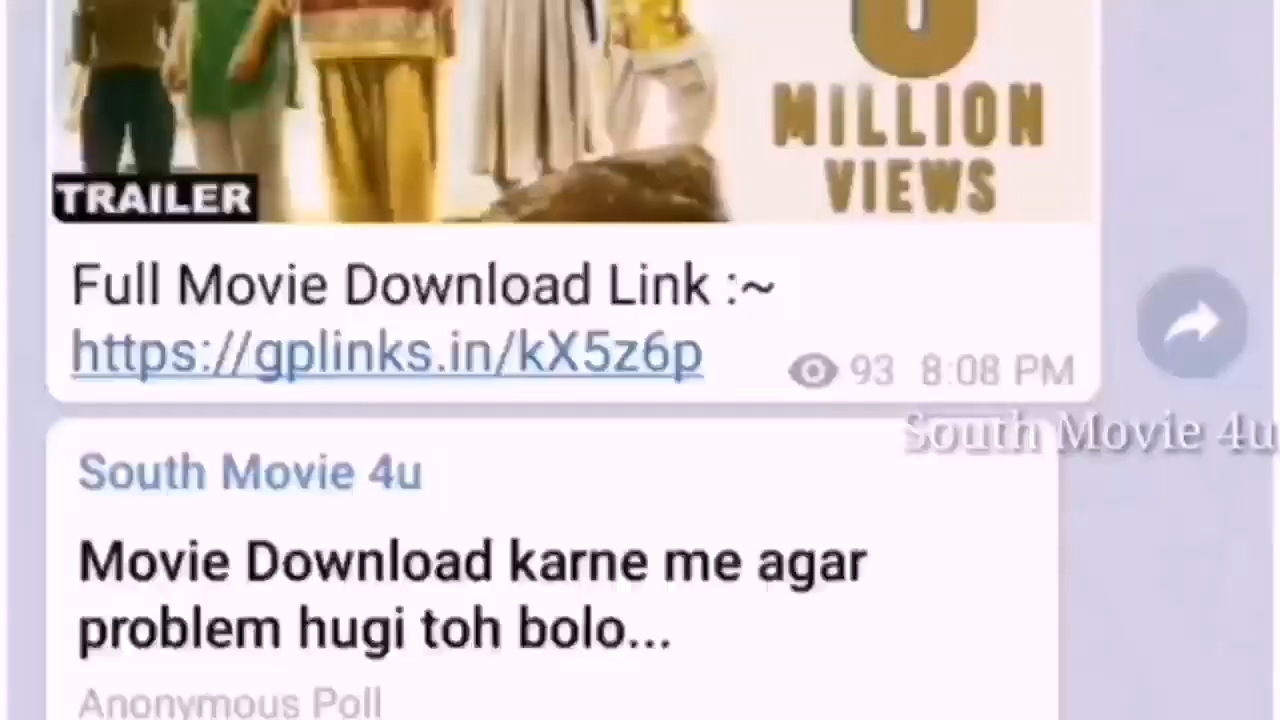 MILLION
VIEWS
TRAILER
Full Movie Download Link :~
https://gplinks.in/kX5z6p
93 8:08 PM
South Movie 4u
South Movie 4u
Movie Download karne me agar
problem hugi toh bolo...
Anonymous Poll